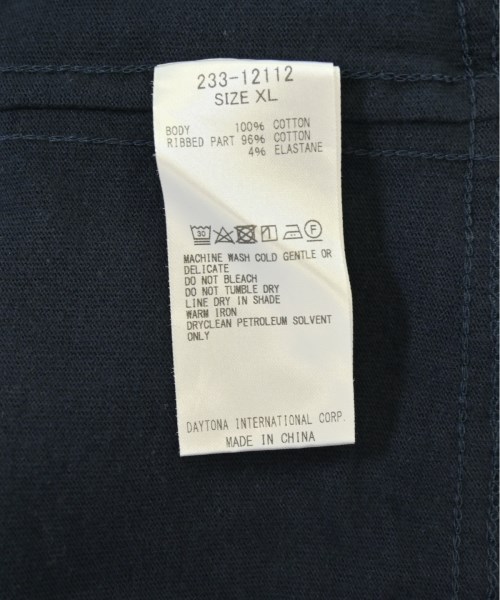 233-12112
SIZE XL
BODY 100% COTTON
RIBBED PART 96% COTTON
4% ELASTANE
30 F
MACHINE WASH COLD GENTLE OR
DELICATE
DO NOT BLEACH
DO NOT TUMBLE DRY
LINE DRY IN SHADE
WARM IRON
DRYCLEAN PETROLEUM SOLVENT
ONLY
DAYTONA INTERNATIONAL CORP.
MADE IN CHINA